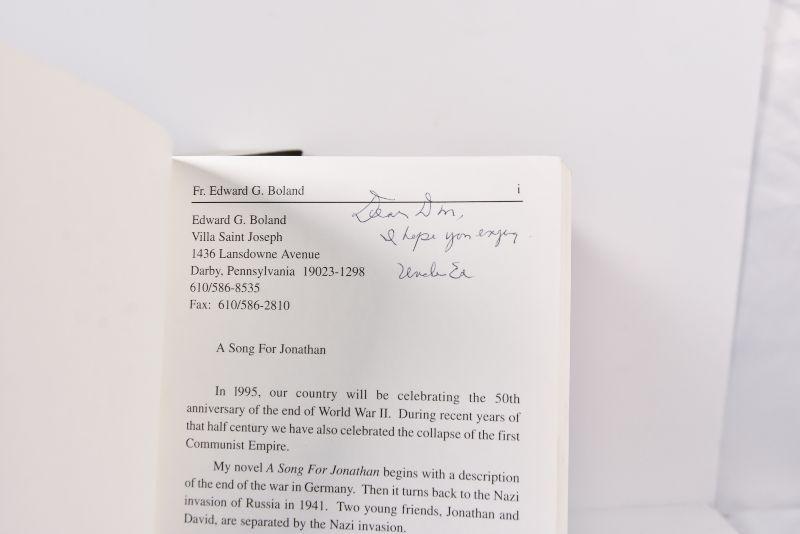 Fr. Edward G. Boland i
Dear Dm,
I hope you enjoy
Uncle Ed
Edward G. Boland
Villa Saint Joseph
1436 Lansdowne Avenue
Darby, Pennsylvania 19023-1298
610/586-8535
Fax: 610/586-2810
A Song For Jonathan
In 1995, our country will be celebrating the 50th
anniversary of the end of World War II. During recent years of
that half century we have also celebrated the collapse of the first
Communist Empire.
My novel A Song For Jonathan begins with a description
of the end of the war in Germany. Then it turns back to the Nazi
invasion of Russia in 1941. Two young friends, Jonathan and
David, are separated by the Nazi invasion.